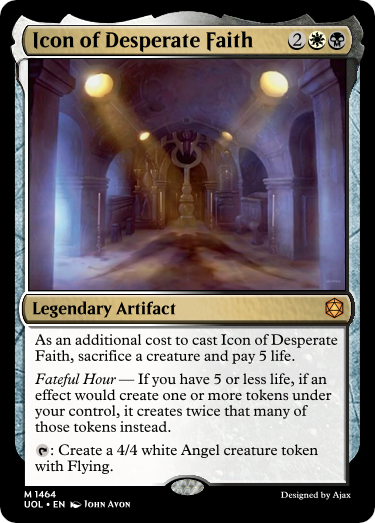 Icon of Desperate Faith 2
Legendary Artifact
As an additional cost to cast Icon of Desperate
Faith, sacrifice a creature and pay 5 life.
Fateful Hour — If you have 5 or less life, if an
effect would create one or more tokens under
your control, it creates twice that many of
those tokens instead.
: Create a 4/4 white Angel creature token
with Flying.
M 1464
UOL • EN John Avon
Designed by Ajax